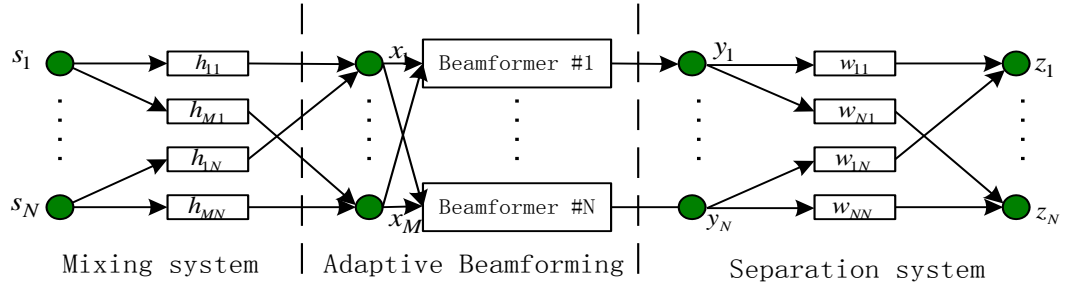 s1 h11 x1 Beamformer #1 y1 w11 z1
hM1 wN1
h1N w1N
sN hMN xM Beamformer #N yN wNN zN
Mixing system Adaptive Beamforming Separation system